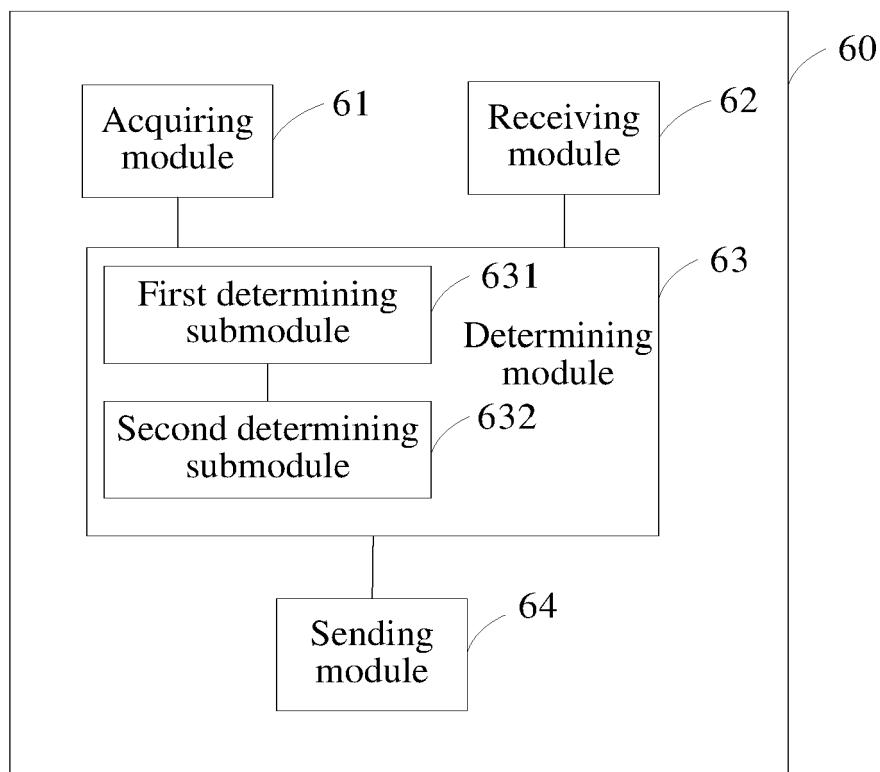 60
Acquiring
module
61
Receiving
module
62
63
First determining
submodule
631
Determining
module
Second determining
submodule
632
Sending
module
64